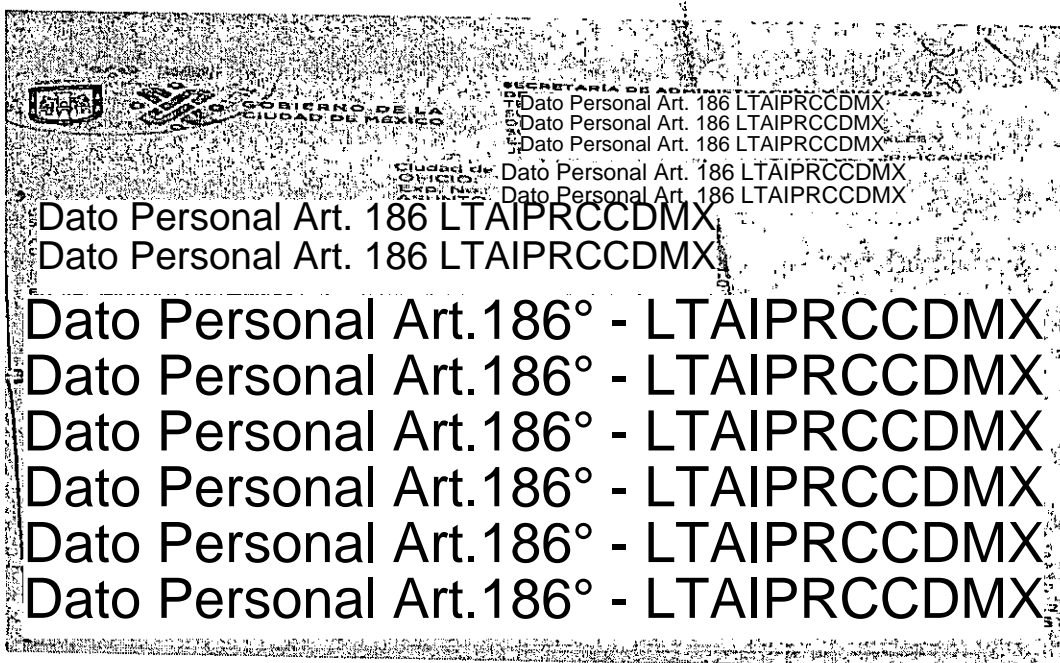 GOBIERNO DE LA
CIUDAD DE MÉXICO
SECRETARÍA DE ADMINISTRACIÓN
Dato Personal Art. 186 LTAIPRCCDMX
Dato Personal Art. 186 LTAIPRCCDMX
Dato Personal Art. 186 LTAIPRCCDMX
Ciudad de
Dato Personal Art. 186 LTAIPRCCDMX
OFICIO
Dato Personal Art. 186 LTAIPRCCDMX
Dato Personal Art. 186 LTAIPRCCDMX
Dato Personal Art. 186 LTAIPRCCDMX
Dato Personal Art.186° - LTAIPRCCDMX
Dato Personal Art.186° - LTAIPRCCDMX
Dato Personal Art.186° - LTAIPRCCDMX
Dato Personal Art.186° - LTAIPRCCDMX
Dato Personal Art.186° - LTAIPRCCDMX
Dato Personal Art.186° - LTAIPRCCDMX